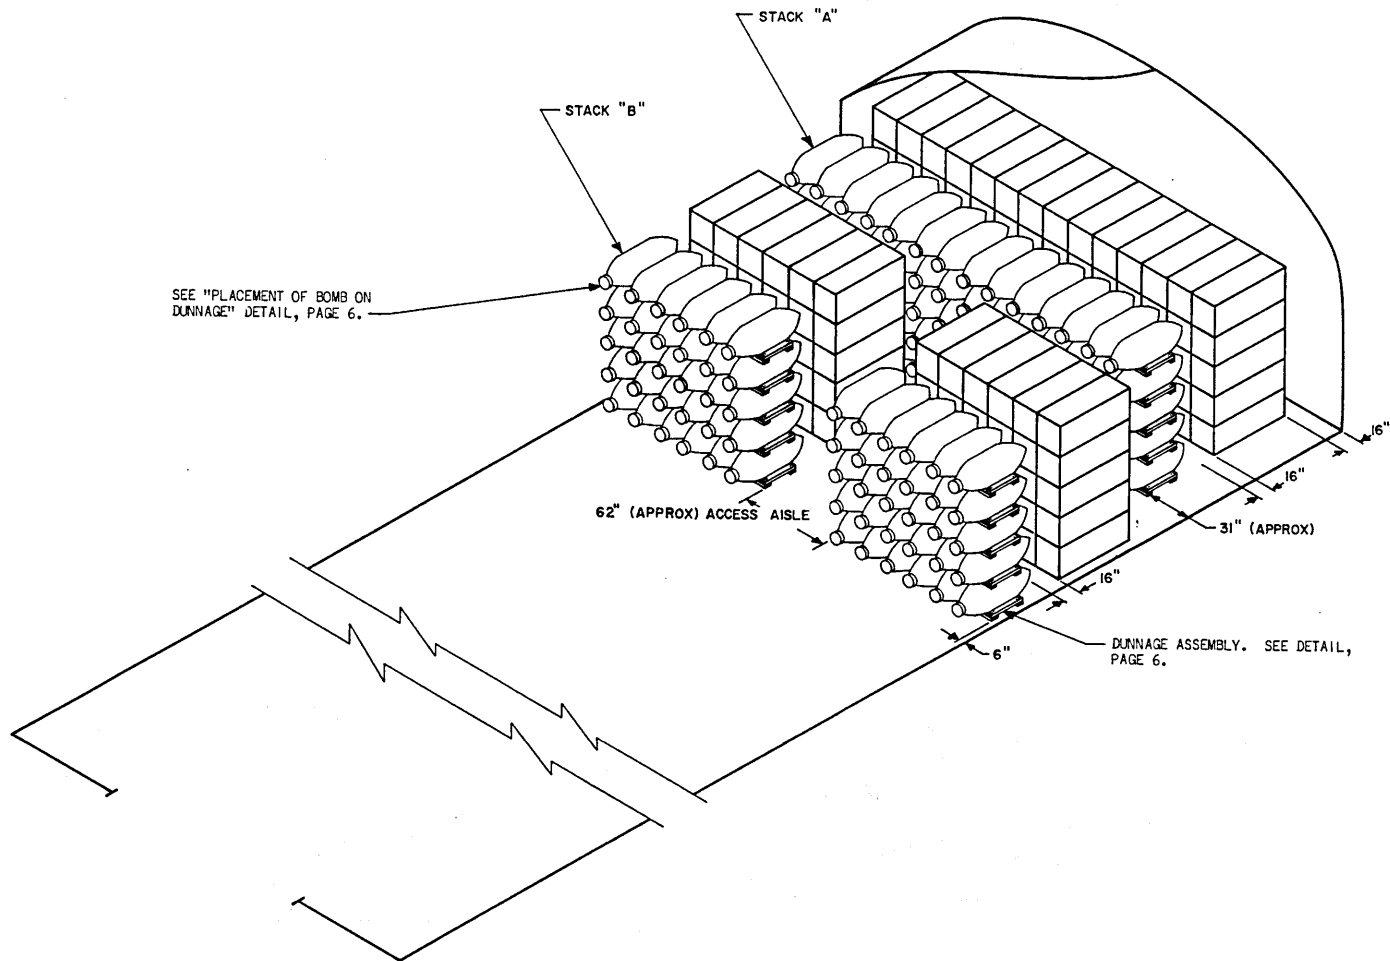 STACK "A"
STACK "B"
SEE "PLACEMENT OF BOMB ON
DUNNAGE" DETAIL, PAGE 6.
16"
16"
62" (APPROX) ACCESS AISLE
31" (APPROX)
16"
6"
DUNNAGE ASSEMBLY. SEE DETAIL,
PAGE 6.